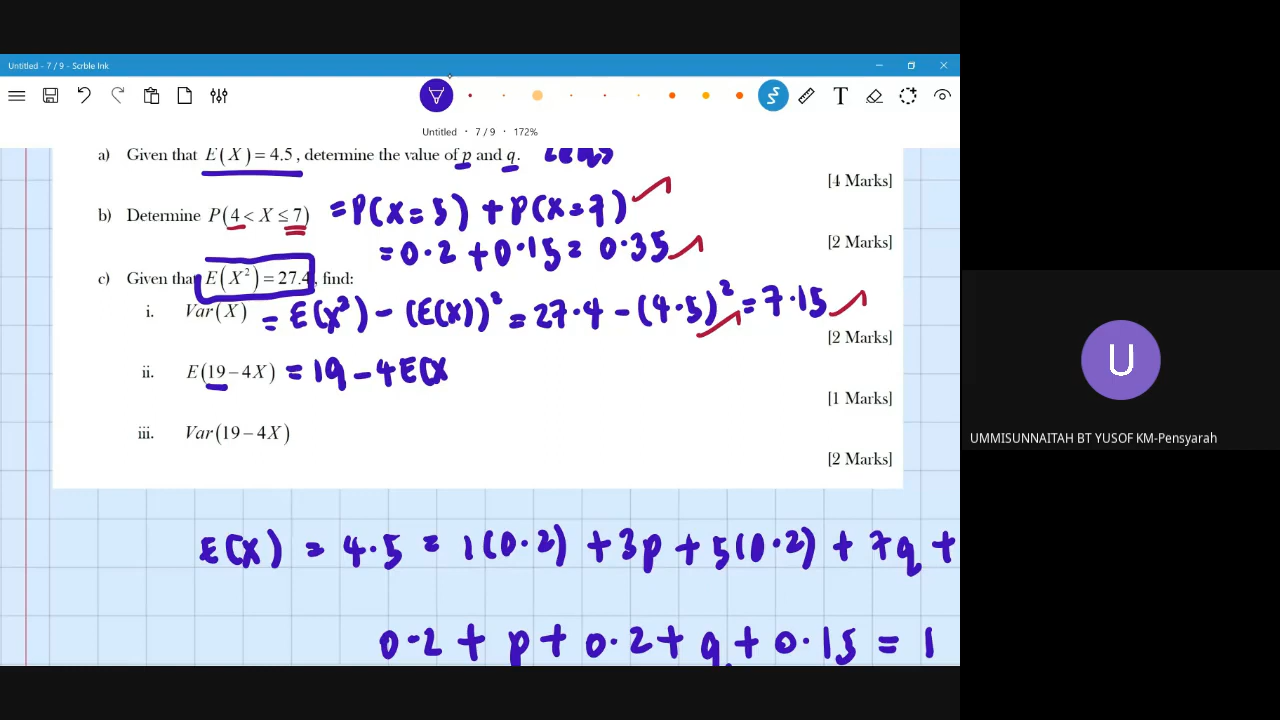 Untitled - 7 / 9 - Scrble Ink
Untitled • 7 / 9 • 172%
a) Given that E(X) = 4.5, determine the value of p and q.
[4 Marks]
b) Determine P(4 < X ≤ 7) = P(X = 5) + P(X = 7)
= 0.2 + 0.15 = 0.35
[2 Marks]
c) Given that E(X²) = 27.4, find:
i. Var(X) = E(X²) - (E(X))² = 27.4 - (4.5)² = 7.15
[2 Marks]
ii. E(19 - 4X) = 19 - 4E(X
[1 Marks]
iii. Var(19 - 4X)
[2 Marks]
E(X) = 4.5 = 1(0.2) + 3p + 5(0.2) + 7q +
0.2 + p + 0.2 + q + 0.15 = 1
U
UMMISUNNAITAH BT YUSOF KM-Pensyarah